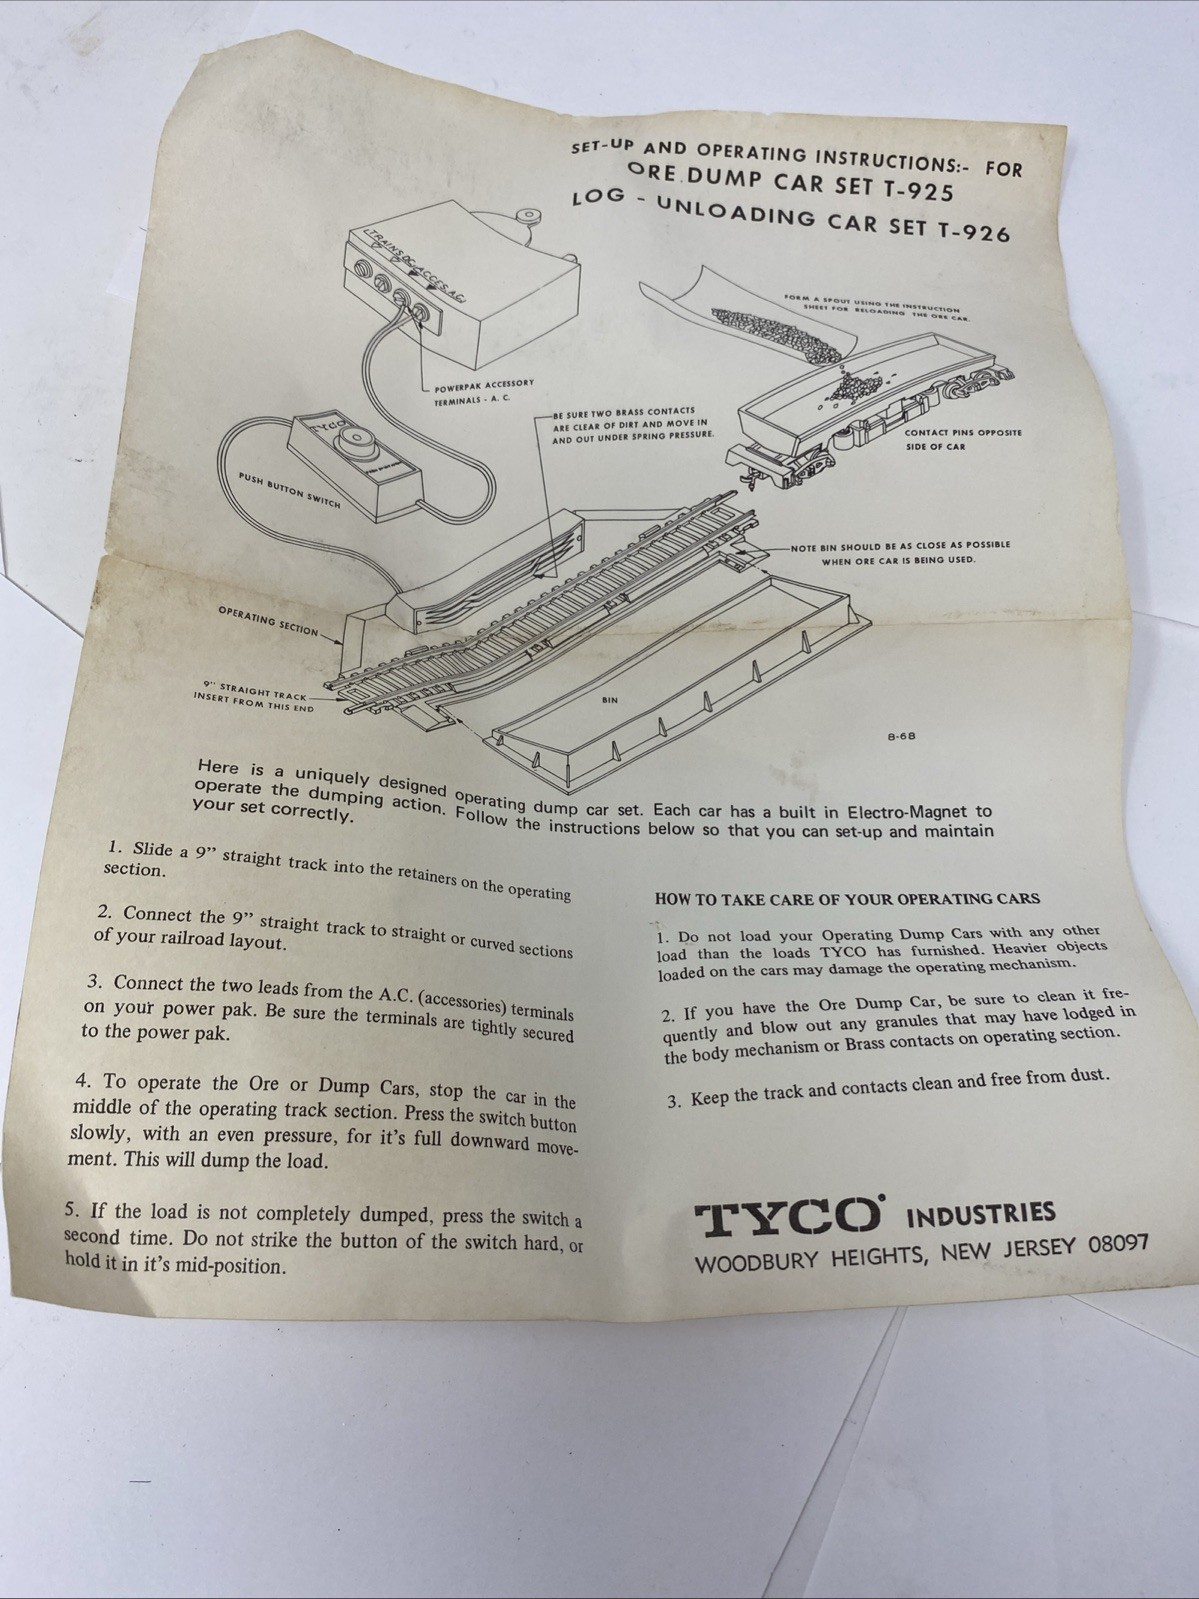 SET-UP AND OPERATING INSTRUCTIONS:- FOR
ORE DUMP CAR SET T-925
LOG - UNLOADING CAR SET T-926
TRAINS DC ACCES. AC
FORM A SPOUT USING THE INSTRUCTION
SHEET FOR RELOADING THE ORE CAR.
POWERPAK ACCESSORY
TERMINALS - A. C.
BE SURE TWO BRASS CONTACTS
ARE CLEAR OF DIRT AND MOVE IN
AND OUT UNDER SPRING PRESSURE.
CONTACT PINS OPPOSITE
SIDE OF CAR
TYCO
PUSH BUTTON SWITCH
NOTE BIN SHOULD BE AS CLOSE AS POSSIBLE
WHEN ORE CAR IS BEING USED.
OPERATING SECTION
9" STRAIGHT TRACK
INSERT FROM THIS END
BIN
8-68
Here is a uniquely designed operating dump car set. Each car has a built in Electro-Magnet to
operate the dumping action. Follow the instructions below so that you can set-up and maintain
your set correctly.
1. Slide a 9" straight track into the retainers on the operating
section.
2. Connect the 9" straight track to straight or curved sections
of your railroad layout.
3. Connect the two leads from the A.C. (accessories) terminals
on your power pak. Be sure the terminals are tightly secured
to the power pak.
4. To operate the Ore or Dump Cars, stop the car in the
middle of the operating track section. Press the switch button
slowly, with an even pressure, for it's full downward move-
ment. This will dump the load.
5. If the load is not completely dumped, press the switch a
second time. Do not strike the button of the switch hard, or
hold it in it's mid-position.
HOW TO TAKE CARE OF YOUR OPERATING CARS
1. Do not load your Operating Dump Cars with any other
load than the loads TYCO has furnished. Heavier objects
loaded on the cars may damage the operating mechanism.
2. If you have the Ore Dump Car, be sure to clean it fre-
quently and blow out any granules that may have lodged in
the body mechanism or Brass contacts on operating section.
3. Keep the track and contacts clean and free from dust.
TYCO INDUSTRIES
WOODBURY HEIGHTS, NEW JERSEY 08097